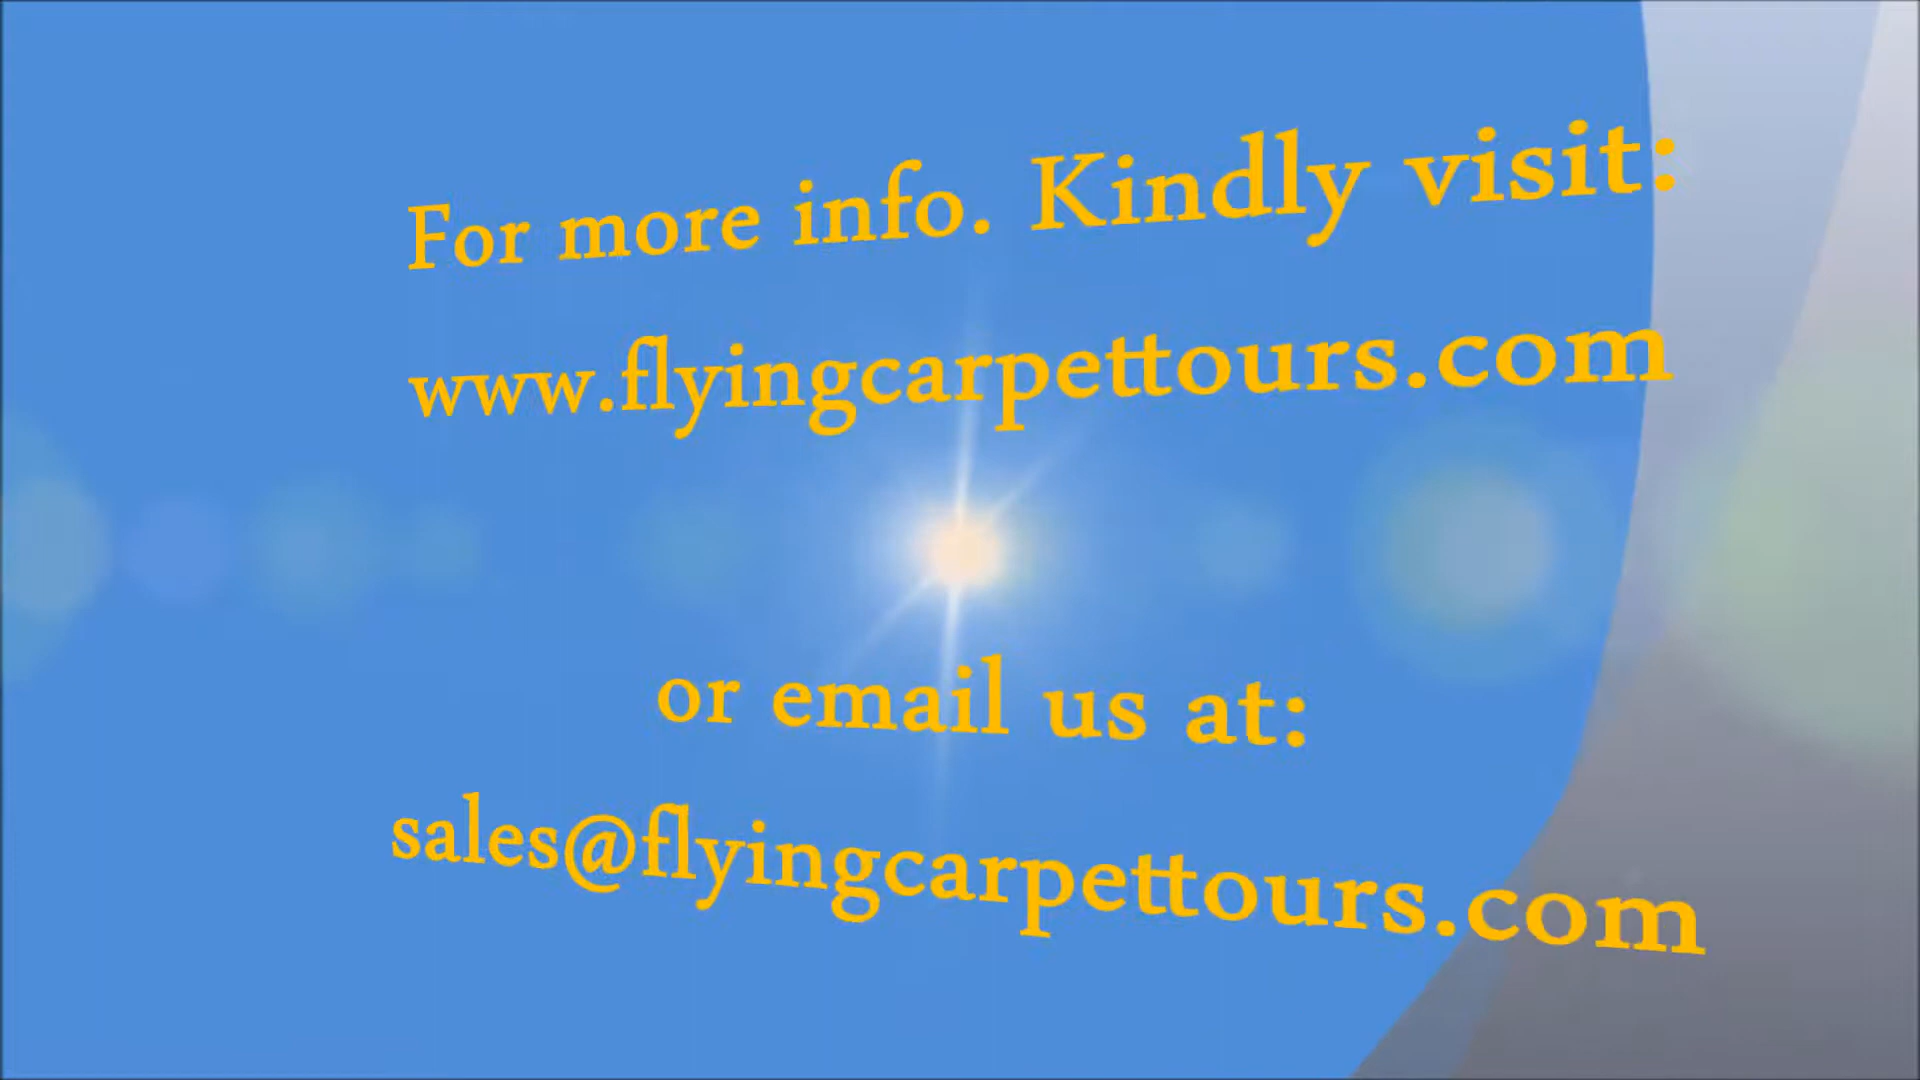 For more info. Kindly visit:
www.flyingcarpettours.com
or email us at:
sales@flyingcarpettours.com